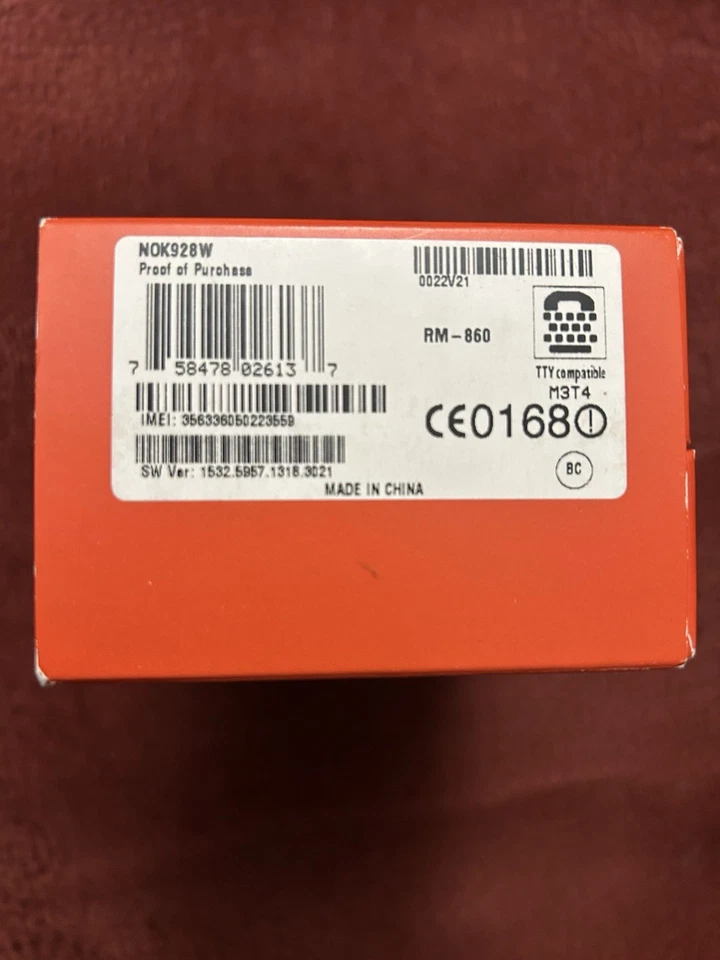 NOK928W
Proof of Purchase
0022V21
7 58478 02613 7
RM-860
TTY compatible
M3T4
IMEI: 356336050223559
CE0168
SW Ver: 1532.5957.1318.3021
BC
MADE IN CHINA